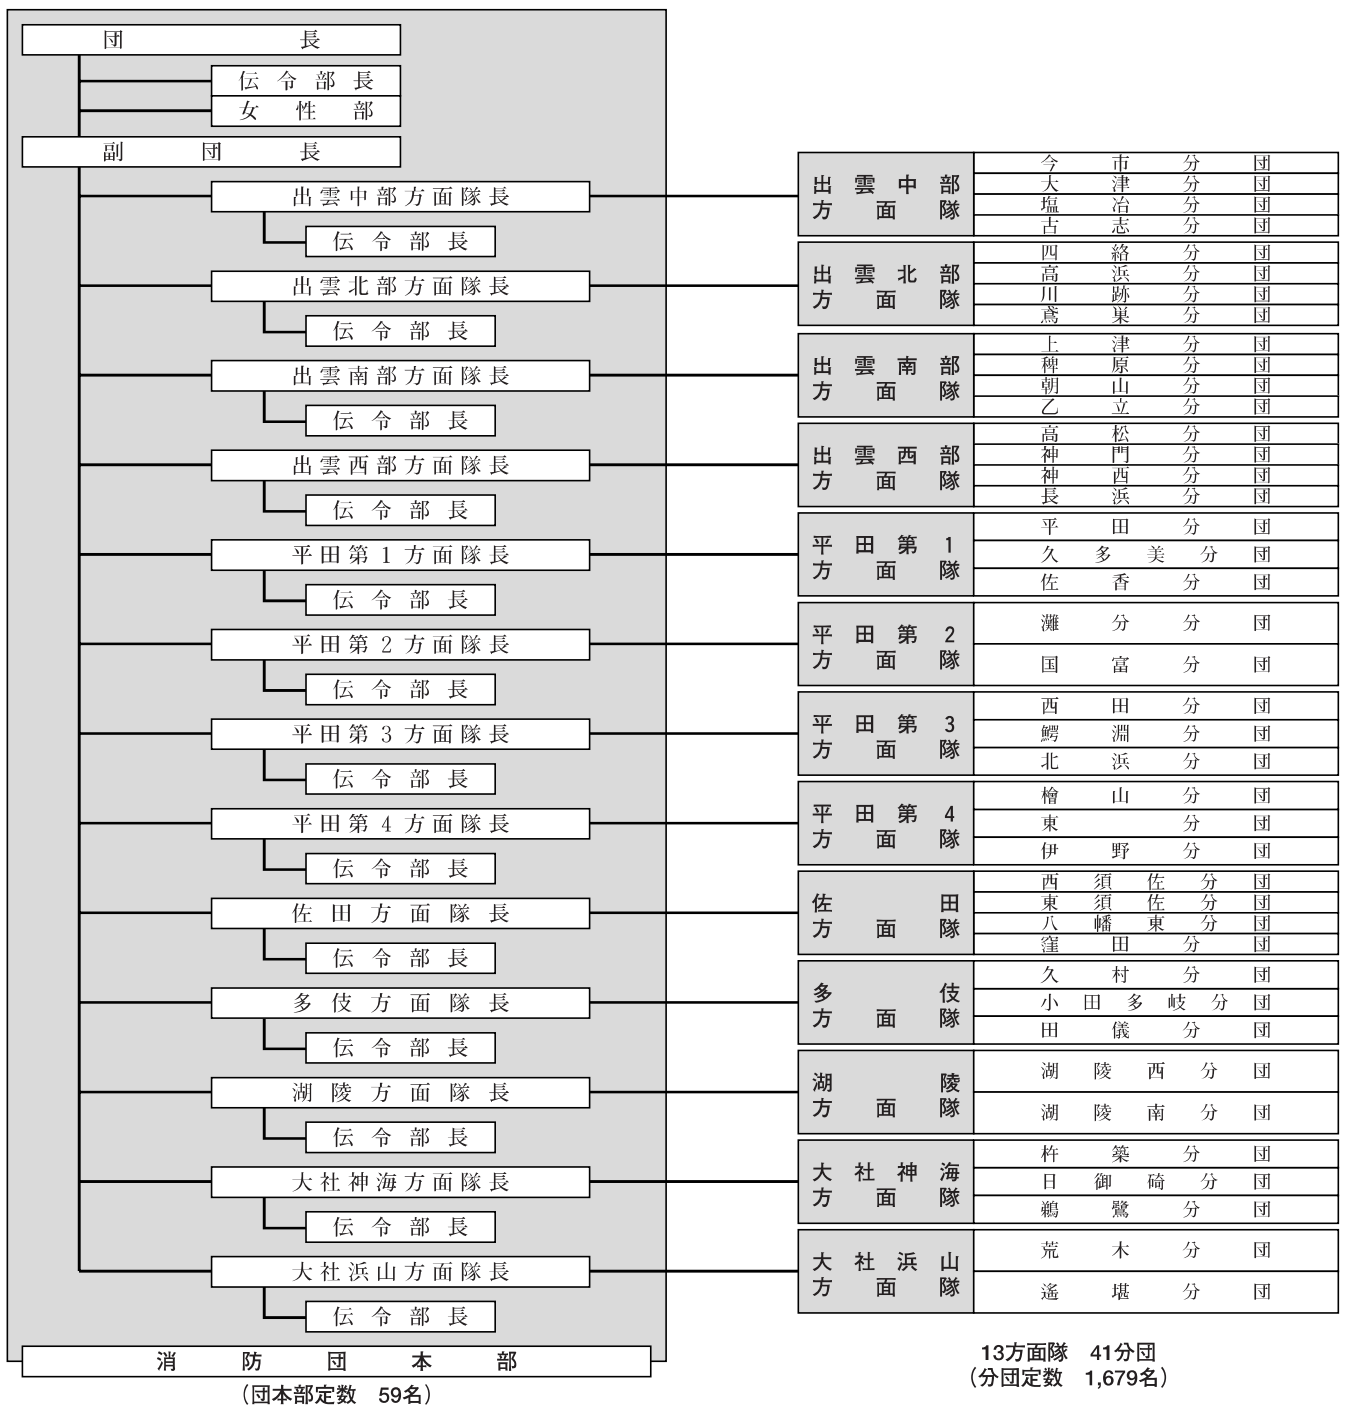 団長
伝令部長
女性部
副団長
出雲中部方面隊長
伝令部長
出雲北部方面隊長
伝令部長
出雲南部方面隊長
伝令部長
出雲西部方面隊長
伝令部長
平田第1方面隊長
伝令部長
平田第2方面隊長
伝令部長
平田第3方面隊長
伝令部長
平田第4方面隊長
伝令部長
佐田方面隊長
伝令部長
多伎方面隊長
伝令部長
湖陵方面隊長
伝令部長
大社神海方面隊長
伝令部長
大社浜山方面隊長
伝令部長
消防団本部
（団本部定数　59名）
出雲中部
方面隊
今市分団
大津分団
塩冶分団
古志分団
出雲北部
方面隊
四絡分団
高浜分団
川跡分団
鳶巣分団
出雲南部
方面隊
上津分団
稗原分団
朝山分団
乙立分団
出雲西部
方面隊
高松分団
神門分団
神西分団
長浜分団
平田第1
方面隊
平田分団
久多美分団
佐香分団
平田第2
方面隊
灘分分団
国富分団
平田第3
方面隊
西田分団
鰐淵分団
北浜分団
平田第4
方面隊
檜山分団
東分団
伊野分団
佐田
方面隊
西須佐分団
東須佐分団
八幡東分団
窪田分団
多伎
方面隊
久村分団
小田多岐分団
田儀分団
湖陵
方面隊
湖陵西分団
湖陵南分団
大社神海
方面隊
杵築分団
日御碕分団
鵜鷺分団
大社浜山
方面隊
荒木分団
遙堪分団
13方面隊　41分団
（分団定数　1,679名）